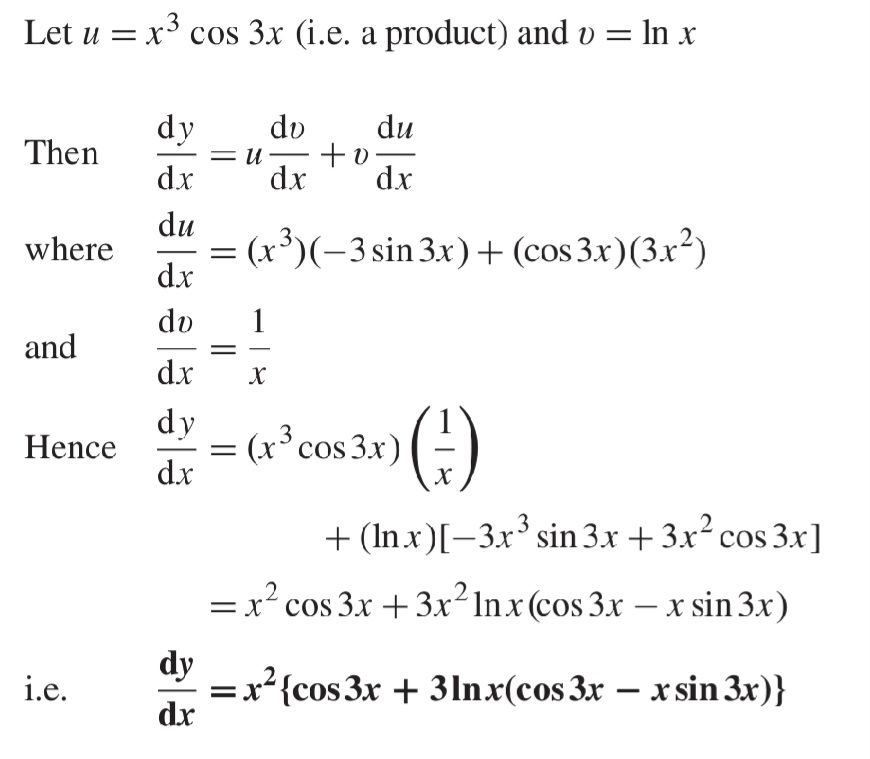 Let u = x³ cos 3x (i.e. a product) and v = ln x
Then dy/dx = u dv/dx + v du/dx
where du/dx = (x³)(−3 sin 3x) + (cos 3x)(3x²)
and dv/dx = 1/x
Hence dy/dx = (x³ cos 3x)(1/x)
+ (ln x)[−3x³ sin 3x + 3x² cos 3x]
= x² cos 3x + 3x² ln x (cos 3x − x sin 3x)
i.e. dy/dx = x²{cos 3x + 3 ln x(cos 3x − x sin 3x)}